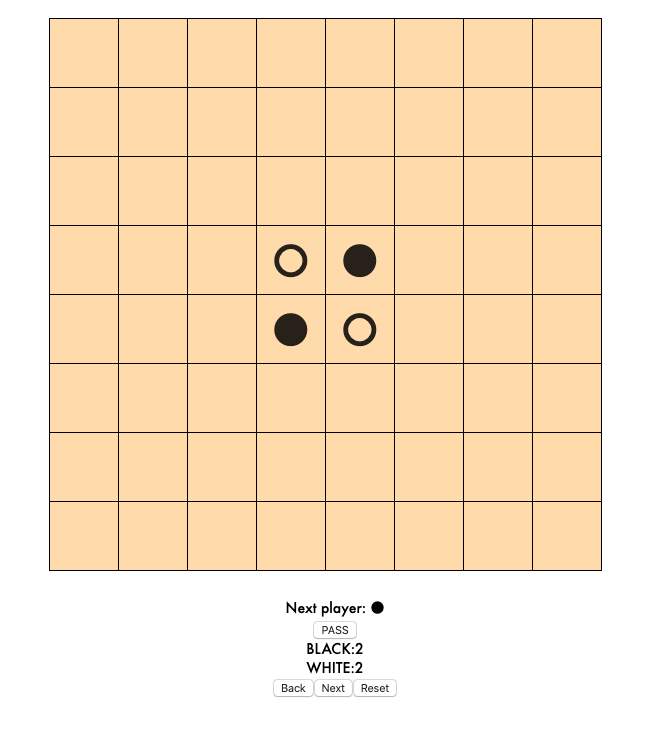 Next player: ●
PASS
BLACK:2
WHITE:2
Back Next Reset